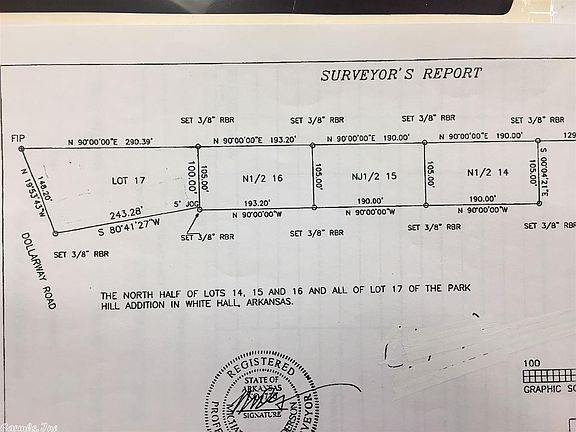 SURVEYOR'S REPORT
SET 3/8" RBR
SET 3/8" RBR
SET 3/8" RBR
SET 3/8" RBR
FIP
N 90°00'00"E 290.39'
N 90°00'00"E 193.20'
N 90°00'00"E 190.00'
N 90°00'00"E 190.00'
129
148.20'
N 19°53'43"W
LOT 17
100.00'
105.00'
N1/2 16
105.00'
NJ1/2 15
105.00'
N1/2 14
105.00'
S 00°04'21"E
243.28'
S 80°41'27"W
5' JOG
193.20'
N 90°00'00"W
190.00'
N 90°00'00"W
190.00'
N 90°00'00"W
DOLLARWAY ROAD
SET 3/8" RBR
SET 3/8" RBR
SET 3/8" RBR
SET 3/8" RBR
SET 3/8" RBR
THE NORTH HALF OF LOTS 14, 15 AND 16 AND ALL OF LOT 17 OF THE PARK
HILL ADDITION IN WHITE HALL, ARKANSAS.
REGISTERED
STATE OF
ARKANSAS
SIGNATURE
100
GRAPHIC SC